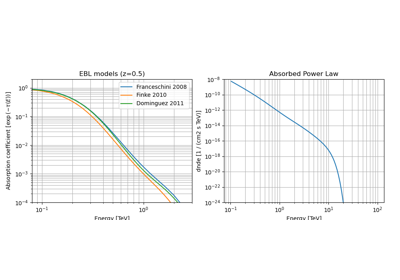 EBL models (z=0.5)
Absorption coefficient [exp(-τ(E))]
10⁰
10⁻¹
10⁻²
10⁻³
10⁻⁴
Franceschini 2008
Finke 2010
Dominguez 2011
10⁻¹
10⁰
Energy [TeV]
Absorbed Power Law
dnde [1 / (cm2 s TeV)]
10⁻⁸
10⁻¹⁰
10⁻¹²
10⁻¹⁴
10⁻¹⁶
10⁻¹⁸
10⁻²⁰
10⁻²²
10⁻²⁴
10⁻¹
10⁰
10¹
10²
Energy [TeV]